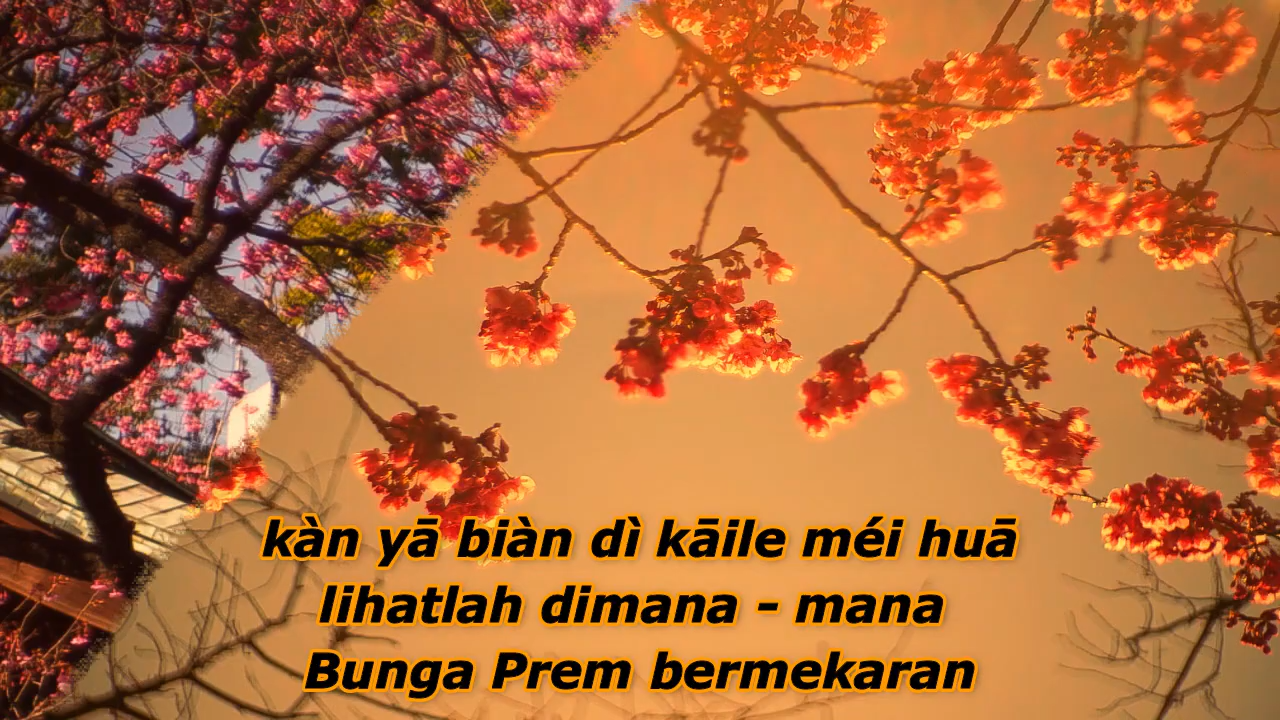 kàn yā biàn dì kāile méi huā
lihatlah dimana - mana
Bunga Prem bermekaran